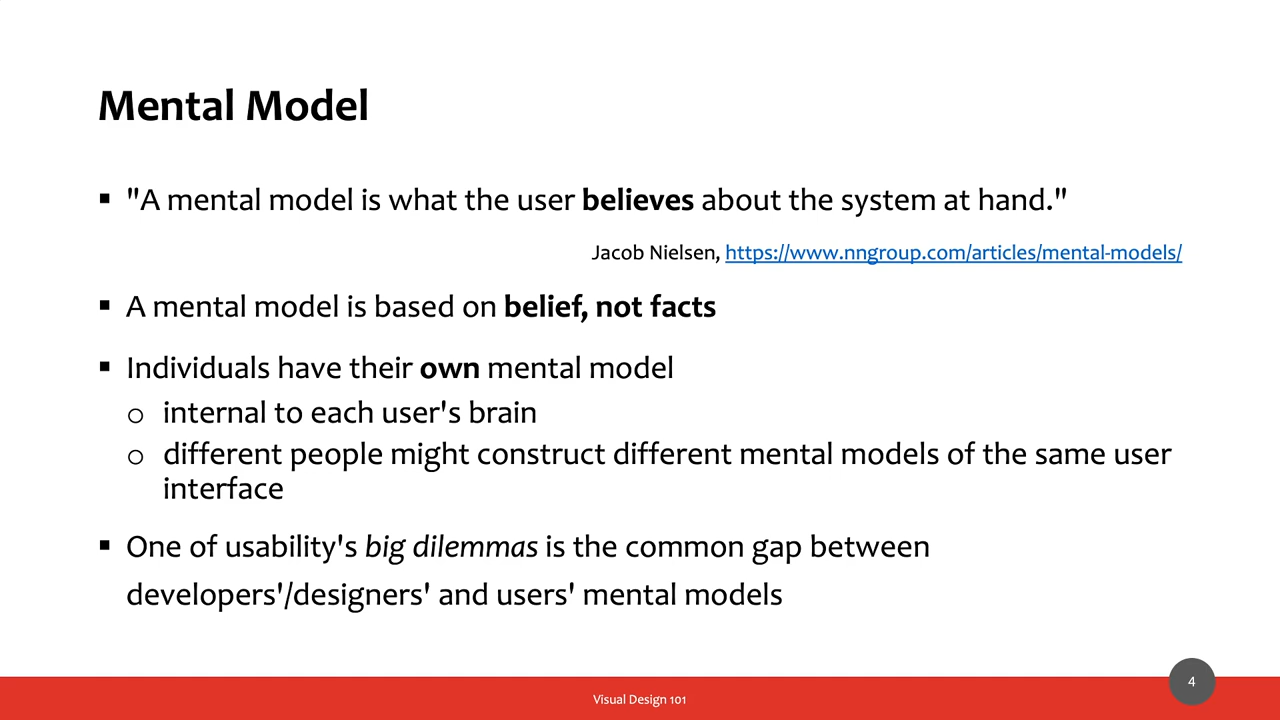 Mental Model
▪ "A mental model is what the user believes about the system at hand."
Jacob Nielsen, https://www.nngroup.com/articles/mental-models/
▪ A mental model is based on belief, not facts
▪ Individuals have their own mental model
o internal to each user's brain
o different people might construct different mental models of the same user
interface
▪ One of usability's big dilemmas is the common gap between
developers'/designers' and users' mental models
4
Visual Design 101